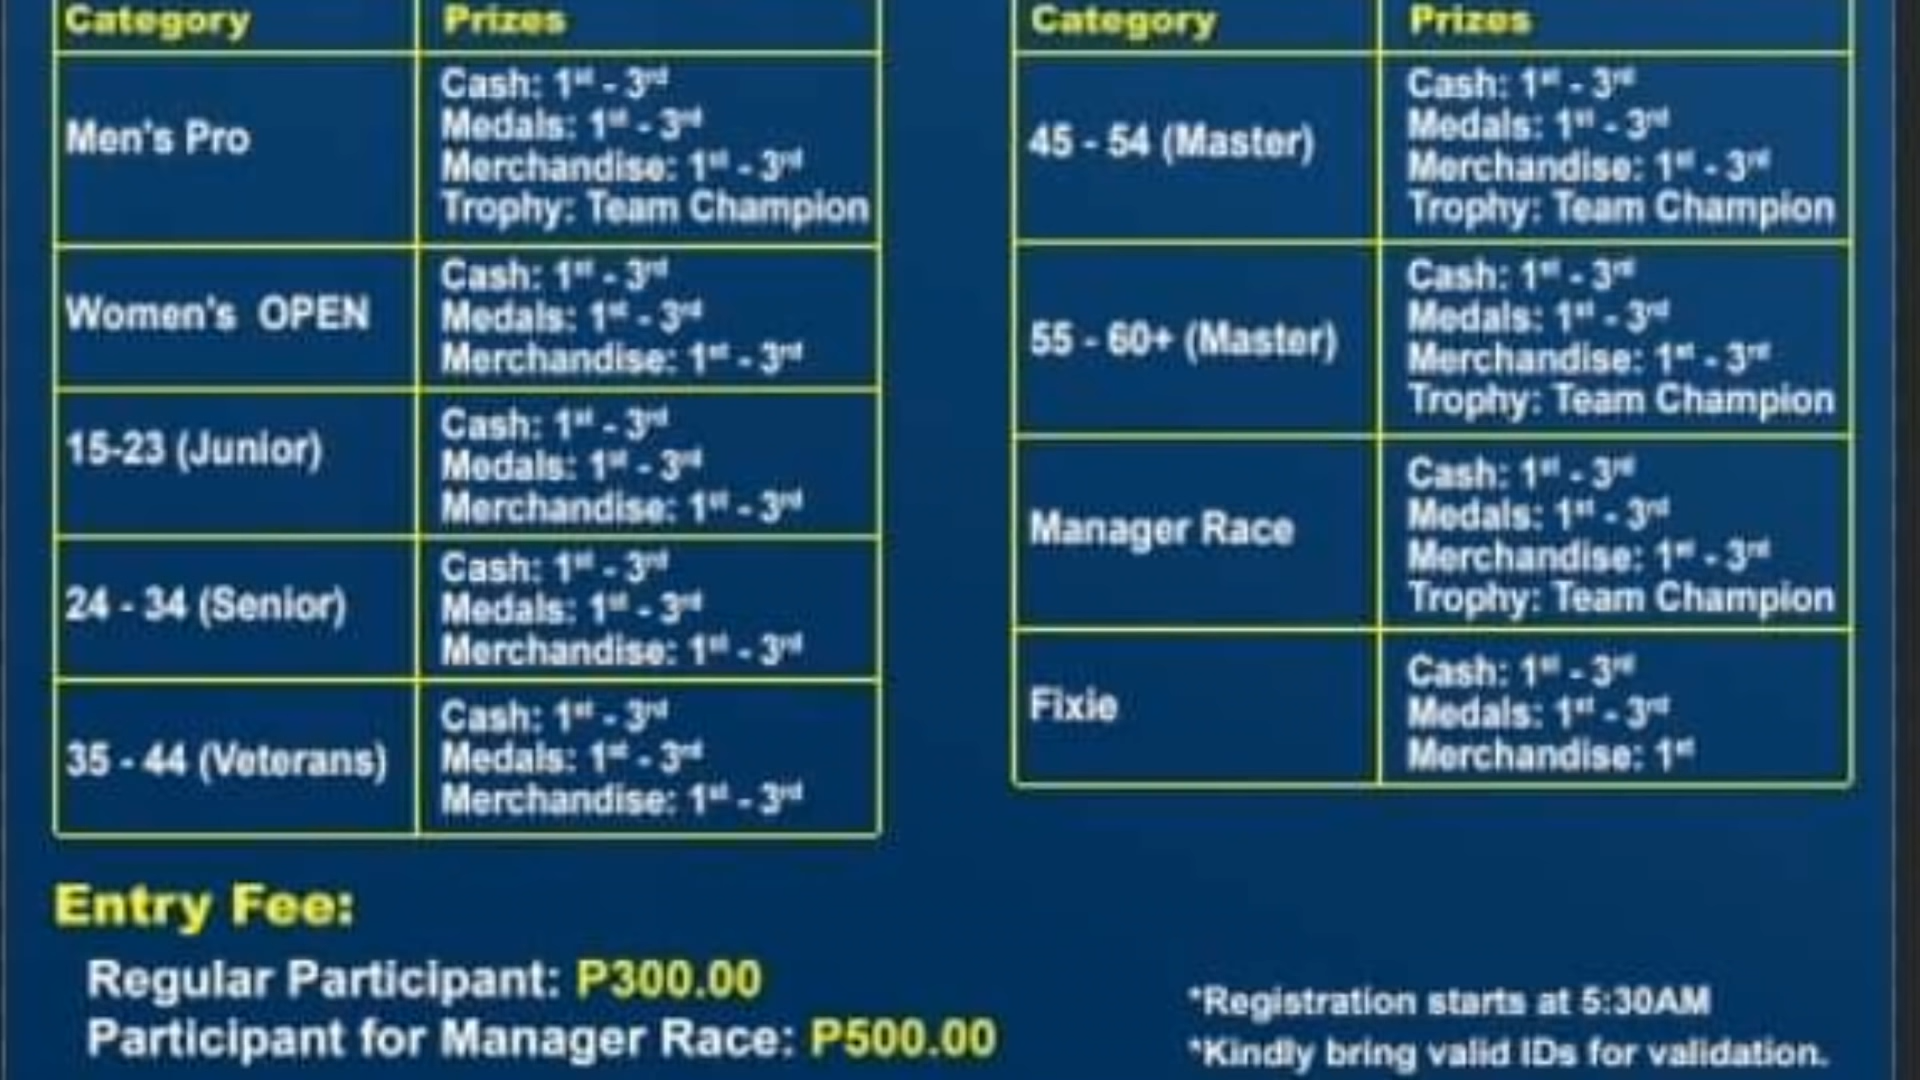 Category Prizes
Men's Pro
Cash: 1st - 3rd
Medals: 1st - 3rd
Merchandise: 1st - 3rd
Trophy: Team Champion
Women's OPEN
Cash: 1st - 3rd
Medals: 1st - 3rd
Merchandise: 1st - 3rd
15-23 (Junior)
Cash: 1st - 3rd
Medals: 1st - 3rd
Merchandise: 1st - 3rd
24 - 34 (Senior)
Cash: 1st - 3rd
Medals: 1st - 3rd
Merchandise: 1st - 3rd
35 - 44 (Veterans)
Cash: 1st - 3rd
Medals: 1st - 3rd
Merchandise: 1st - 3rd
Category Prizes
45 - 54 (Master)
Cash: 1st - 3rd
Medals: 1st - 3rd
Merchandise: 1st - 3rd
Trophy: Team Champion
55 - 60+ (Master)
Cash: 1st - 3rd
Medals: 1st - 3rd
Merchandise: 1st - 3rd
Trophy: Team Champion
Manager Race
Cash: 1st - 3rd
Medals: 1st - 3rd
Merchandise: 1st - 3rd
Trophy: Team Champion
Fixie
Cash: 1st - 3rd
Medals: 1st - 3rd
Merchandise: 1st
Entry Fee:
Regular Participant: P300.00
Participant for Manager Race: P500.00
*Registration starts at 5:30AM
*Kindly bring valid IDs for validation.